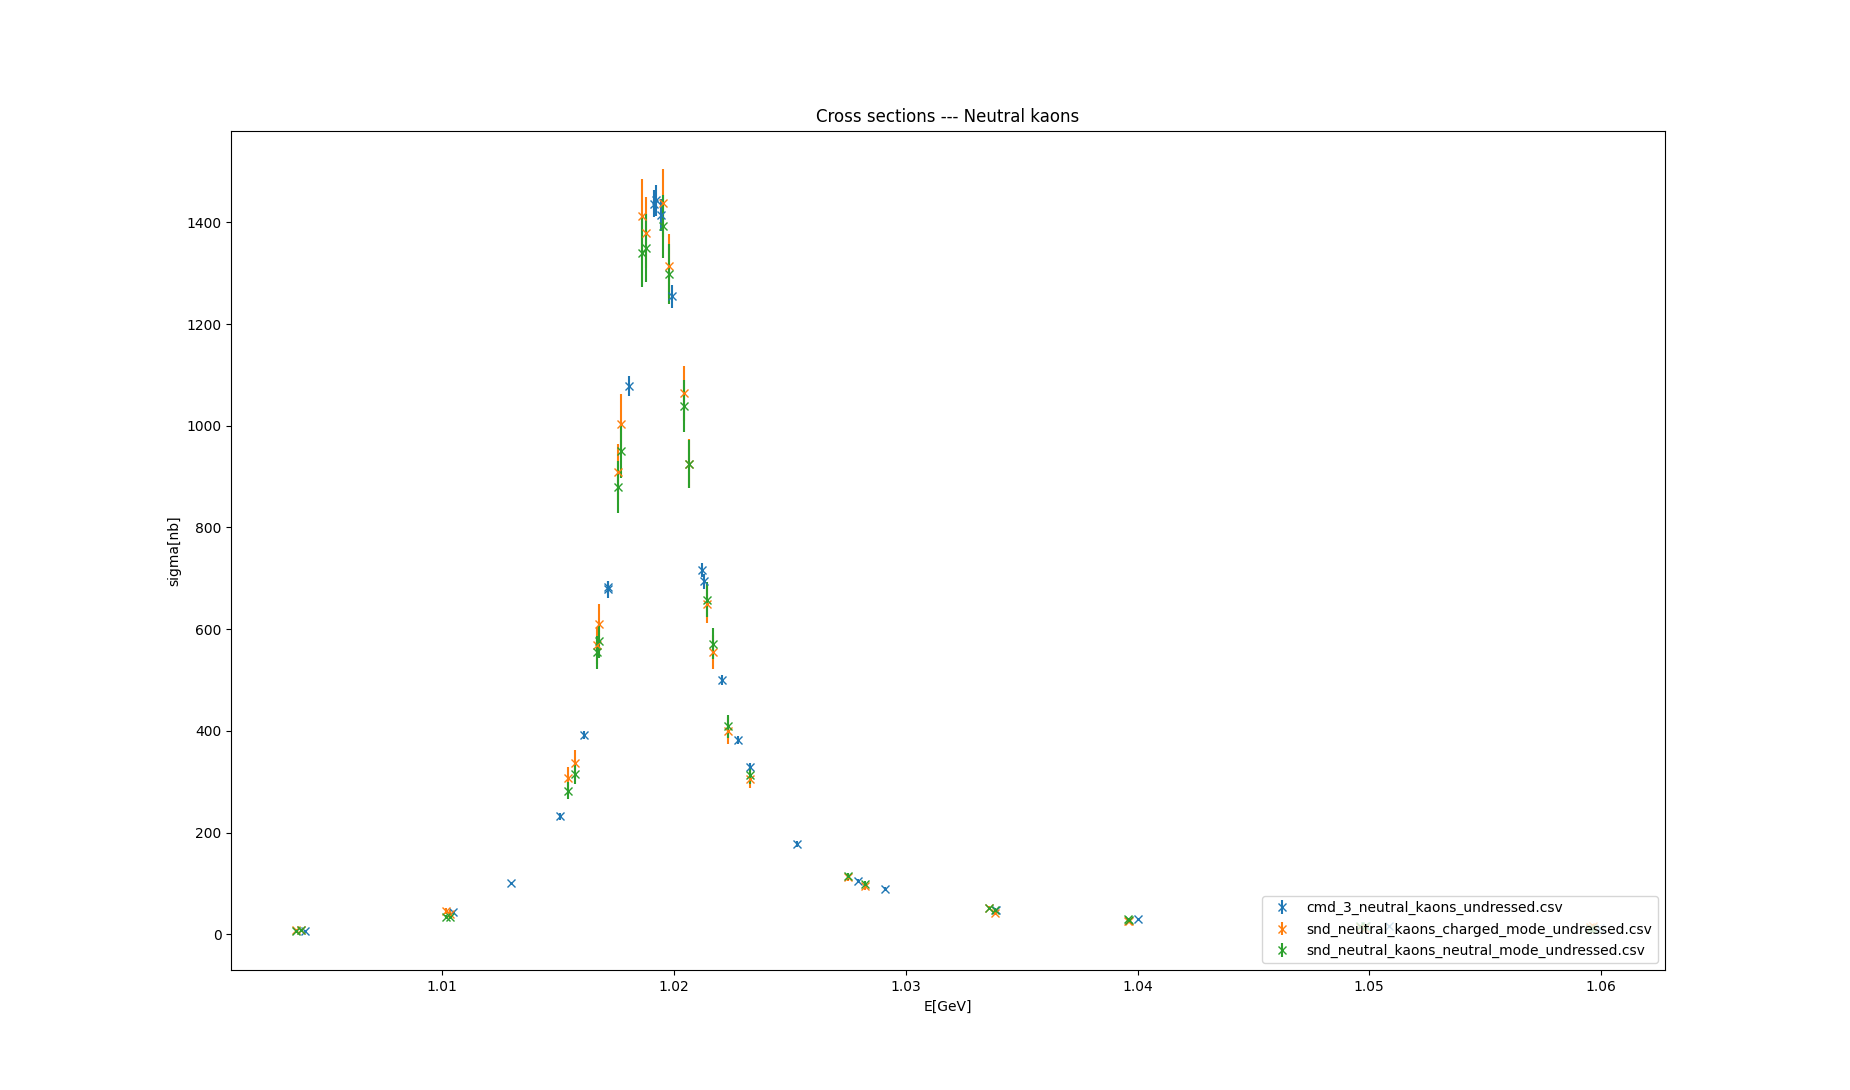 Cross sections --- Neutral kaons
sigma[nb]
1400
1200
1000
800
600
400
200
0
1.01
1.02
1.03
1.04
1.05
1.06
E[GeV]
cmd_3_neutral_kaons_undressed.csv
snd_neutral_kaons_charged_mode_undressed.csv
snd_neutral_kaons_neutral_mode_undressed.csv